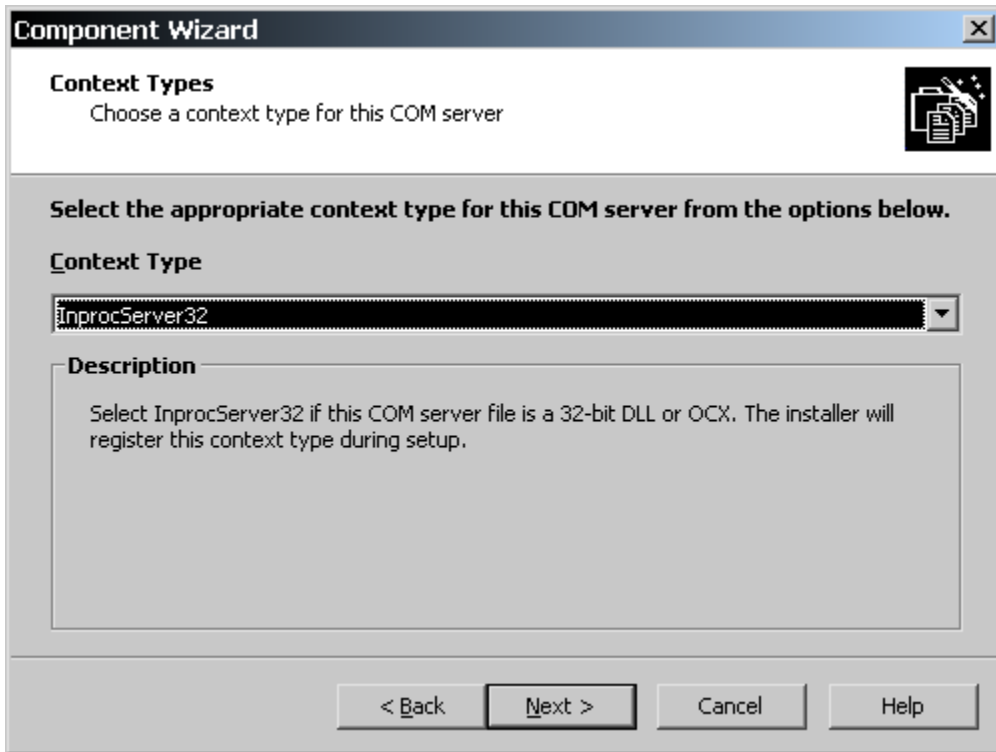 Component Wizard
Context Types
Choose a context type for this COM server
Select the appropriate context type for this COM server from the options below.
Context Type
InprocServer32
Description
Select InprocServer32 if this COM server file is a 32-bit DLL or OCX. The installer will
register this context type during setup.
< Back
Next >
Cancel
Help